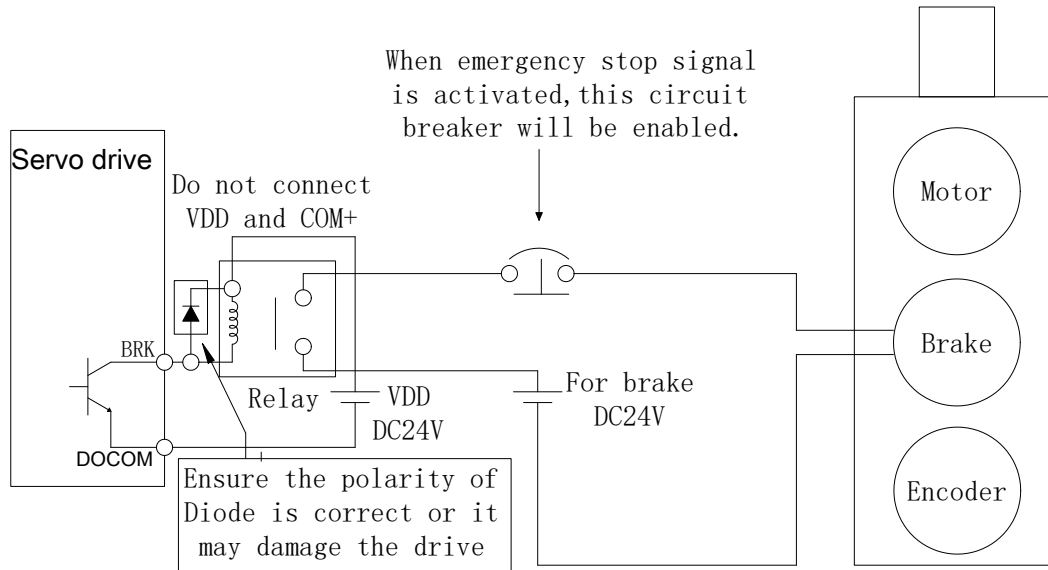 When emergency stop signal
is activated,this circuit
breaker will be enabled.
Servo drive
Do not connect
VDD and COM+
Motor
BRK
Brake
Relay
VDD
DC24V
For brake
DC24V
DOCOM
Ensure the polarity of
Diode is correct or it
may damage the drive
Encoder